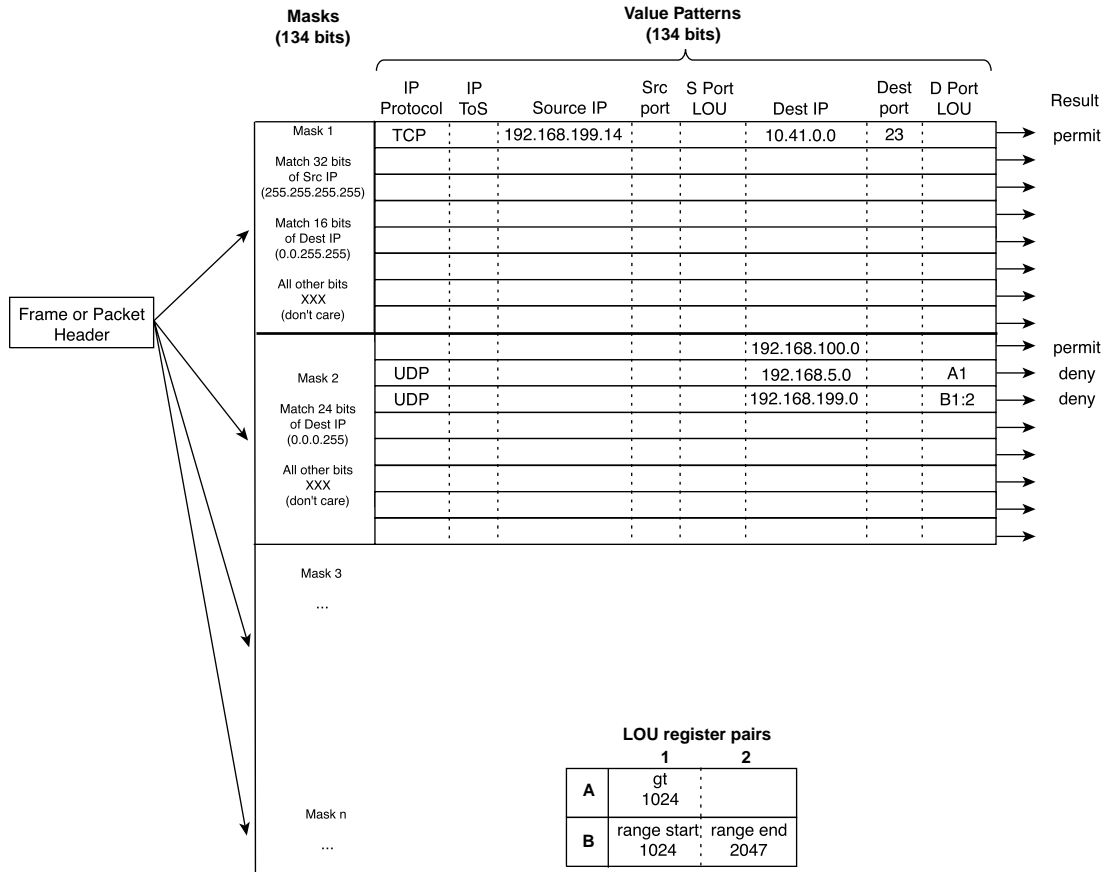 Masks
(134 bits)
Value Patterns
(134 bits)
IP
Protocol
IP
ToS
Source IP
Src
port
S Port
LOU
Dest IP
Dest
port
D Port
LOU
Result
Mask 1
Match 32 bits
of Src IP
(255.255.255.255)
Match 16 bits
of Dest IP
(0.0.255.255)
All other bits
XXX
(don't care)
TCP 192.168.199.14 10.41.0.0 23 permit
Frame or Packet
Header
192.168.100.0 permit
Mask 2
Match 24 bits
of Dest IP
(0.0.0.255)
All other bits
XXX
(don't care)
UDP 192.168.5.0 A1 deny
UDP 192.168.199.0 B1:2 deny
Mask 3
...
Mask n
...
LOU register pairs
1 2
A
gt
1024
B
range start
1024
range end
2047